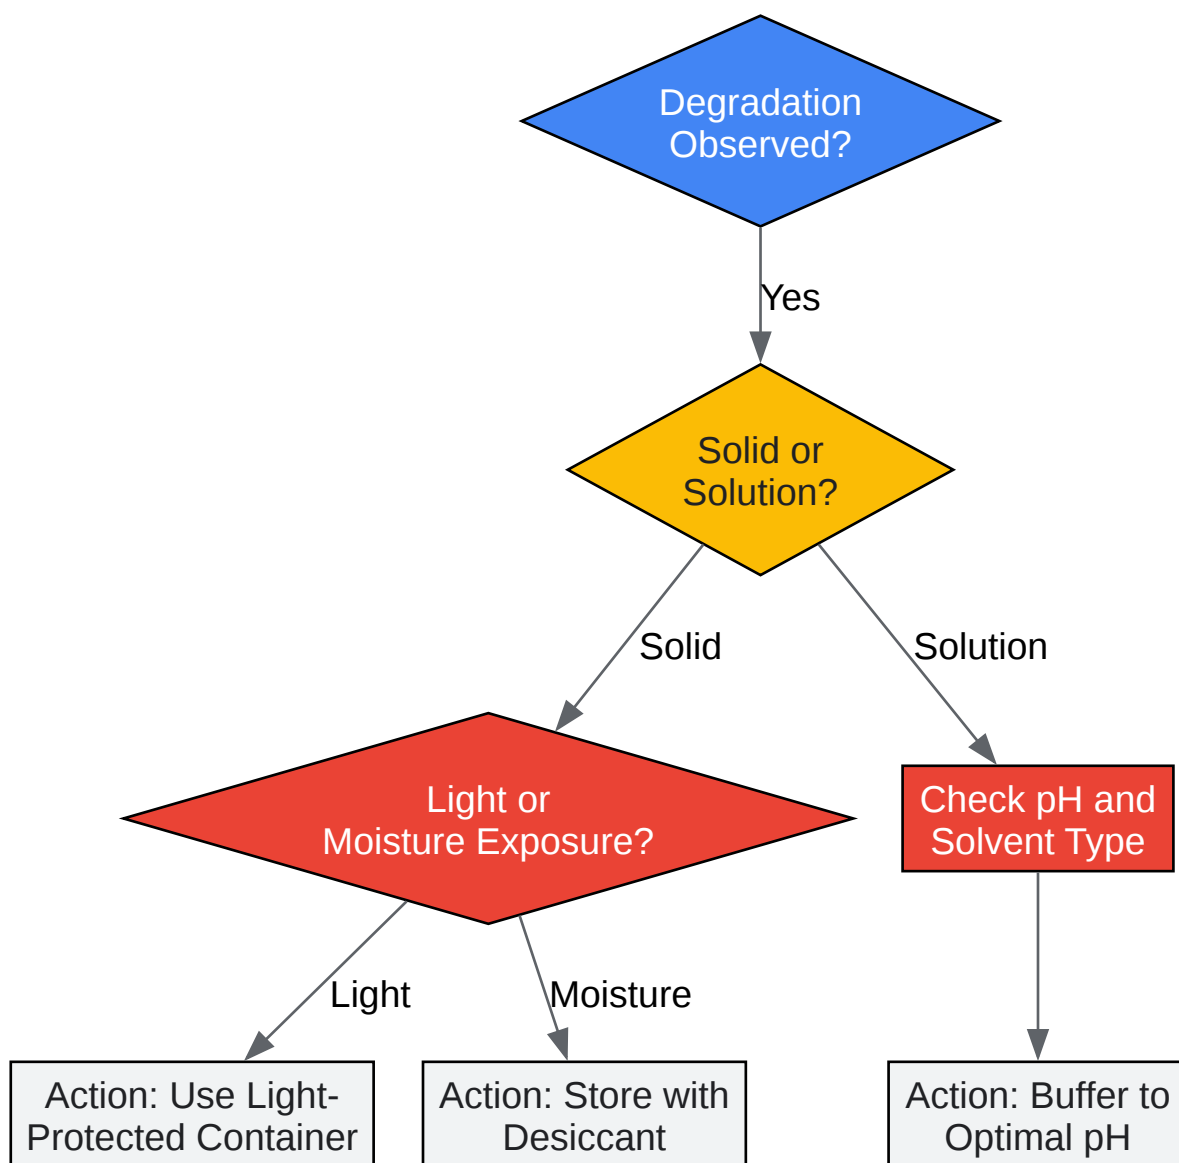 Degradation
Observed?
Yes
Solid or
Solution?
Solid
Solution
Light or
Moisture Exposure?
Check pH and
Solvent Type
Light
Moisture
Action: Use Light-
Protected Container
Action: Store with
Desiccant
Action: Buffer to
Optimal pH